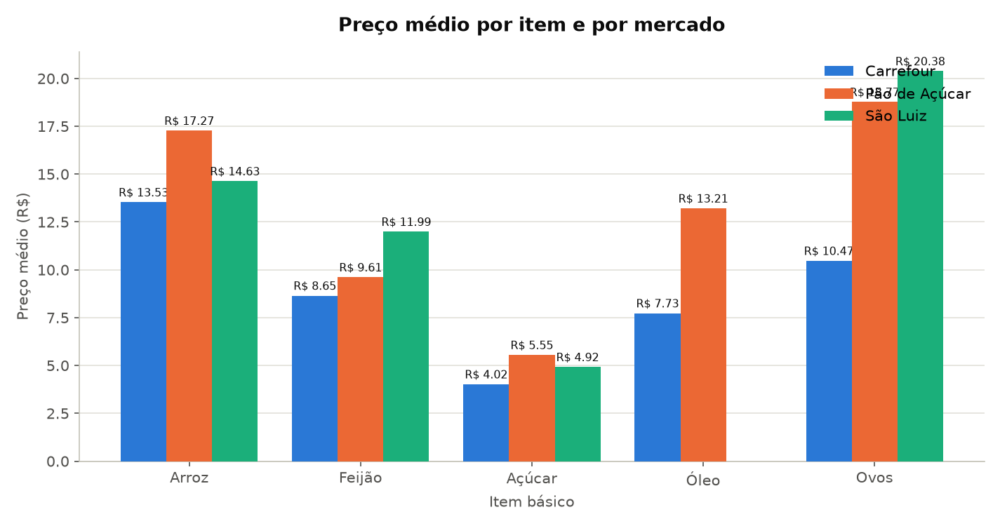 Preço médio por item e por mercado
Preço médio (R$)
20.0
17.5
15.0
12.5
10.0
7.5
5.0
2.5
0.0
R$ 13.53
R$ 17.27
R$ 14.63
R$ 8.65
R$ 9.61
R$ 11.99
R$ 4.02
R$ 5.55
R$ 4.92
R$ 7.73
R$ 13.21
R$ 10.47
R$ 18.77
R$ 20.38
Carrefour
Pão de Açúcar
São Luiz
Arroz
Feijão
Açúcar
Óleo
Ovos
Item básico